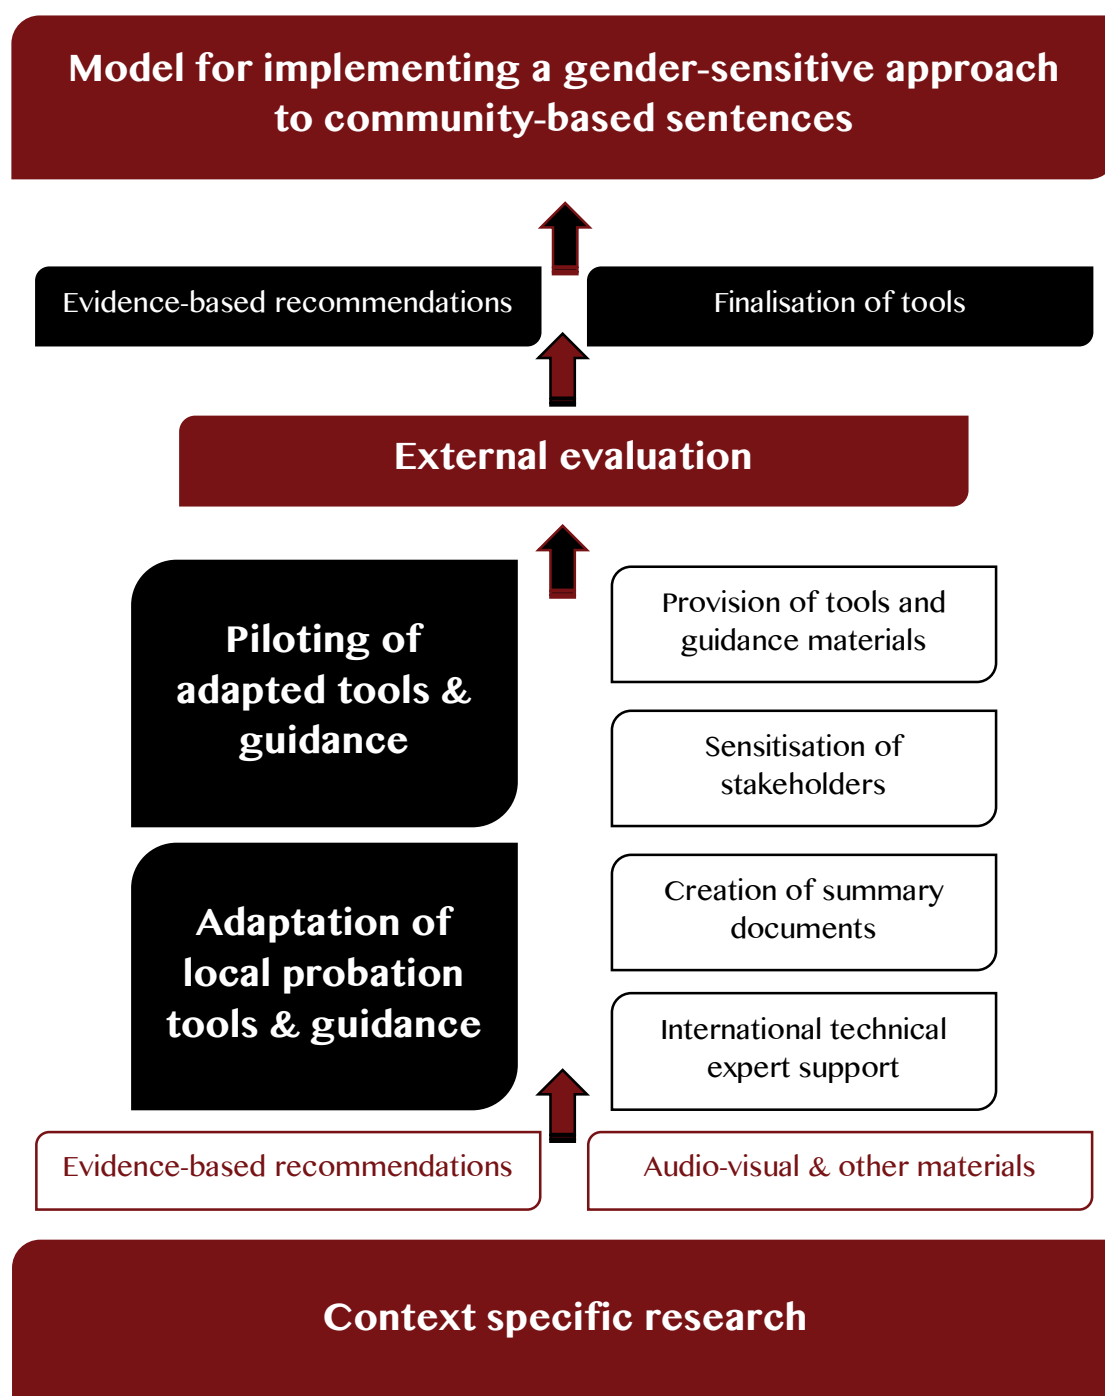 Model for implementing a gender-sensitive approach
to community-based sentences
Evidence-based recommendations
Finalisation of tools
External evaluation
Piloting of
adapted tools &
guidance
Provision of tools and
guidance materials
Sensitisation of
stakeholders
Adaptation of
local probation
tools & guidance
Creation of summary
documents
International technical
expert support
Evidence-based recommendations
Audio-visual & other materials
Context specific research